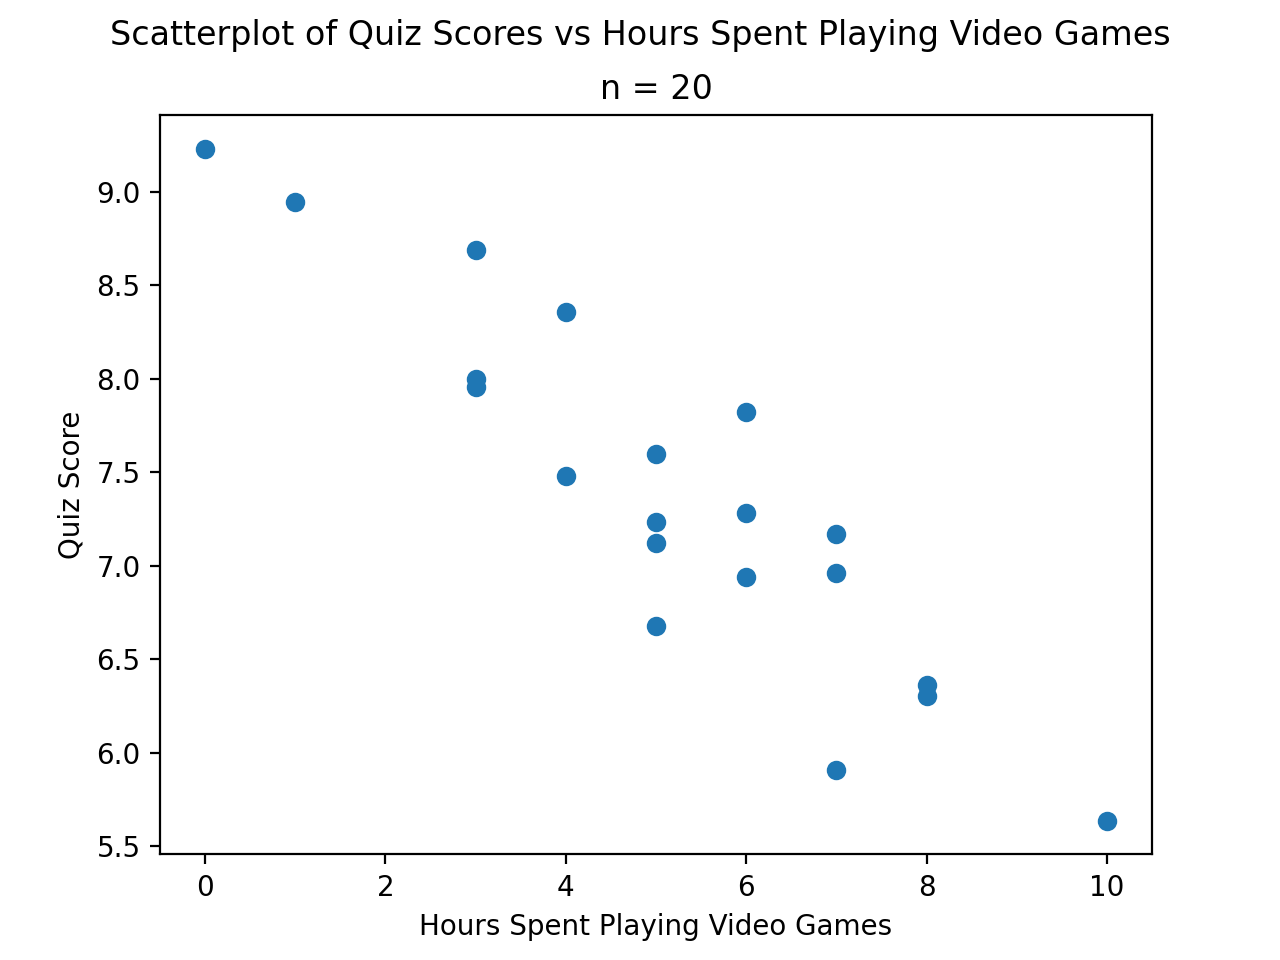 Scatterplot of Quiz Scores vs Hours Spent Playing Video Games
n = 20
9.0
8.5
8.0
7.5
7.0
6.5
6.0
5.5
Quiz Score
0 2 4 6 8 10
Hours Spent Playing Video Games